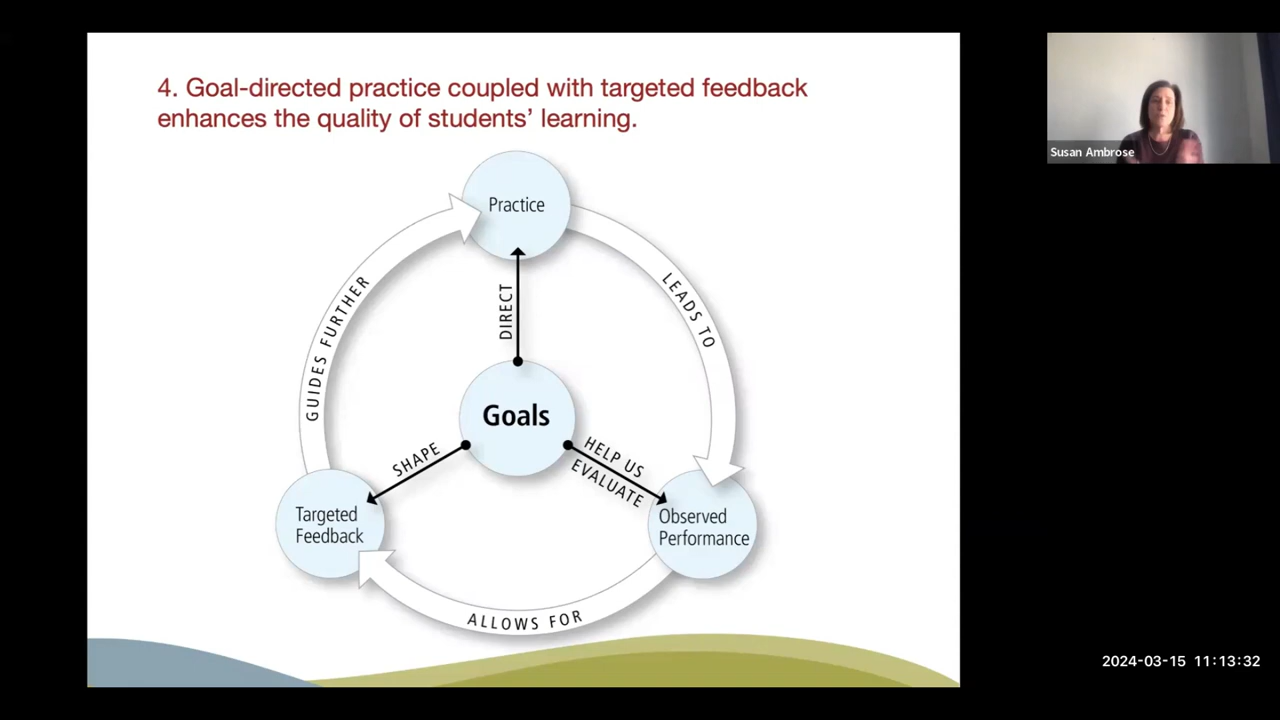 4. Goal-directed practice coupled with targeted feedback
enhances the quality of students’ learning.
Susan Ambrose
Practice
LEADS TO
GUIDES FURTHER
DIRECT
Goals
SHAPE
HELP US
EVALUATE
Targeted
Feedback
Observed
Performance
ALLOWS FOR
2024-03-15 11:13:32